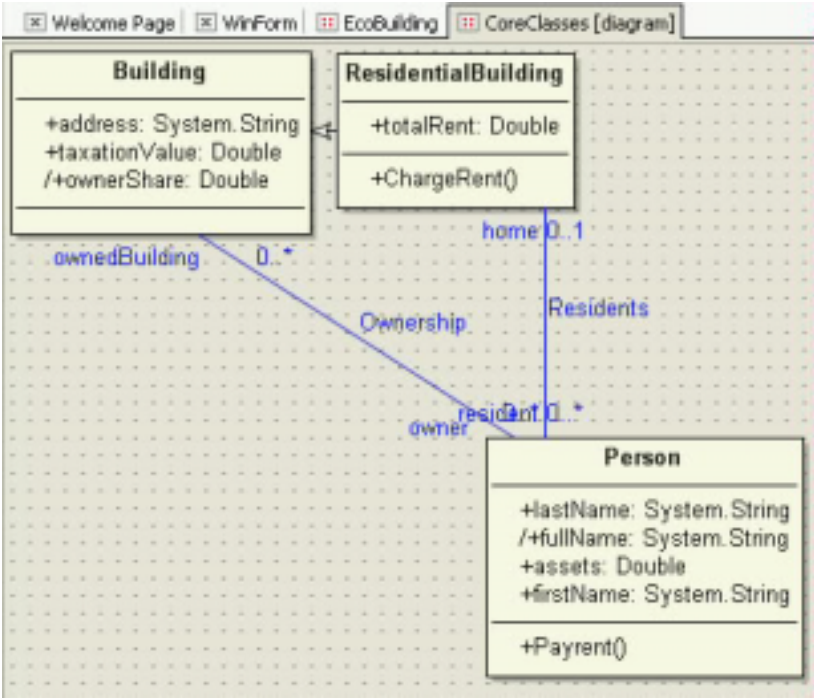 Welcome Page WinForm EcoBuilding CoreClasses [diagram]
Building
+address: System.String
+taxationValue: Double
/+ownerShare: Double
ResidentialBuilding
+totalRent: Double
+ChargeRent()
home 0..1
ownedBuilding 0..*
Ownership
Residents
resident 0..*
owner
Person
+lastName: System.String
/+fullName: System.String
+assets: Double
+firstName: System.String
+Payrent()